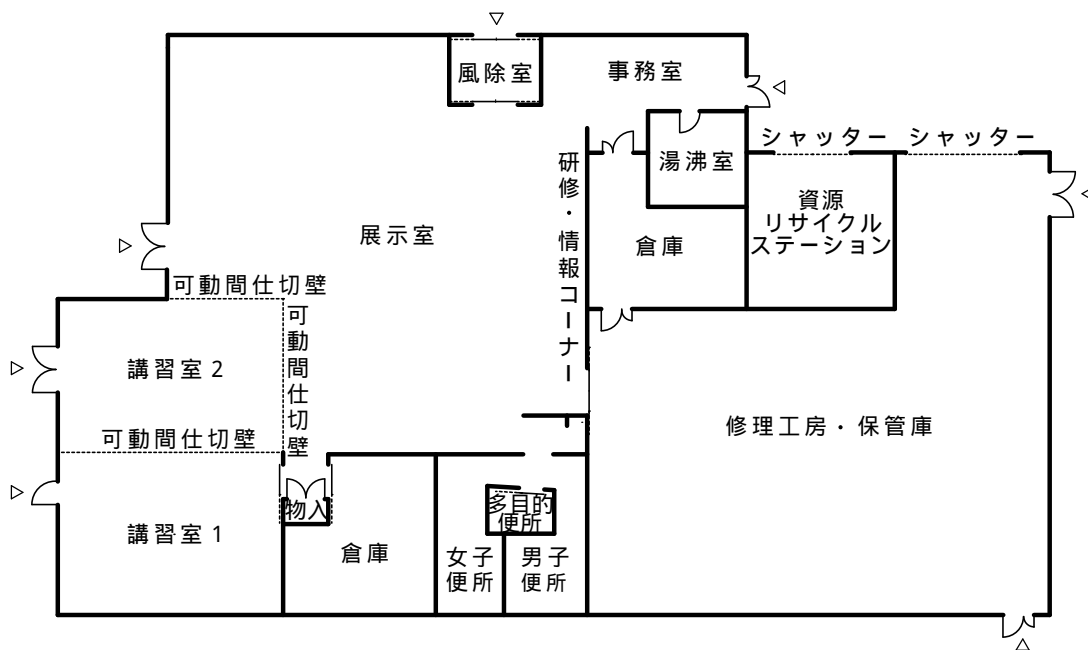 風除室
事務室
シャッター
シャッター
湯沸室
研修・情報コーナー
資源
リサイクル
ステーション
展示室
倉庫
可動間仕切壁
可動間仕切壁
講習室2
修理工房・保管庫
可動間仕切壁
物入
多目的
便所
講習室1
倉庫
女子
便所
男子
便所